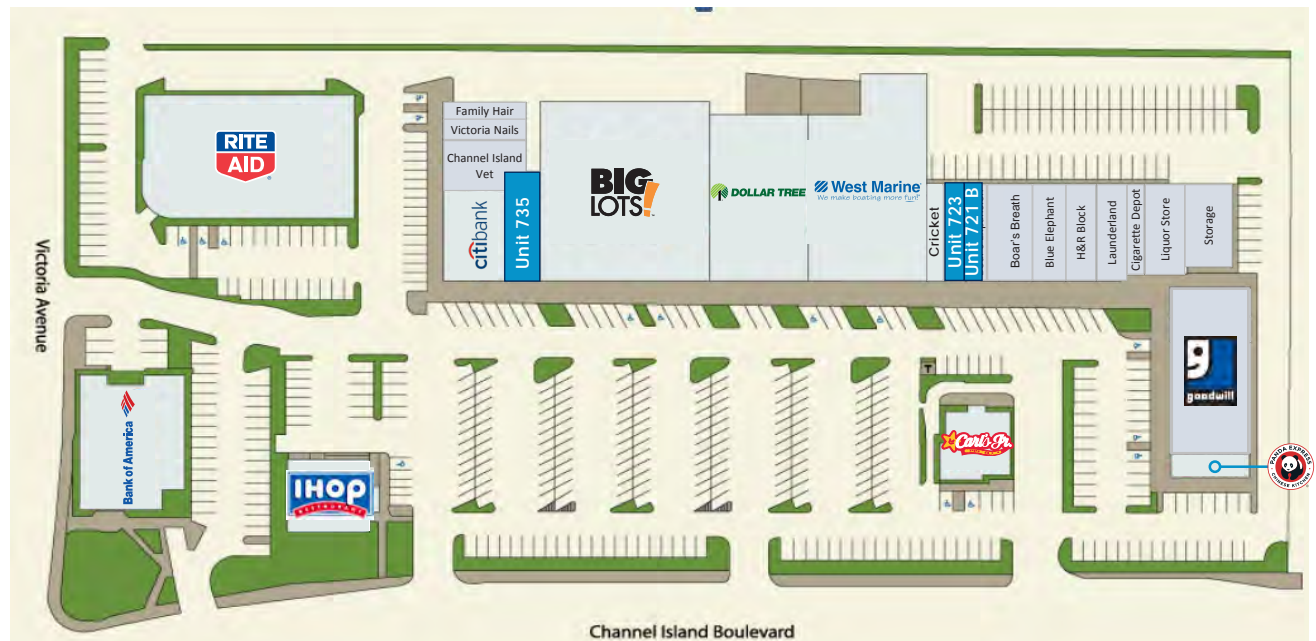 RITE
AID
Family Hair
Victoria Nails
Channel Island
Vet
citibank
Unit 735
BIG
LOTS!
DOLLAR TREE
West Marine
We make boating more fun!
Cricket
Unit 723
Unit 721 B
Boar's Breath
Blue Elephant
H&R Block
Launderland
Cigarette Depot
Liquor Store
Storage
Victoria Avenue
Bank of America
IHOP
RESTAURANT
T
Carl's Jr.
goodwill
PANDA EXPRESS
CHINESE KITCHEN
Channel Island Boulevard